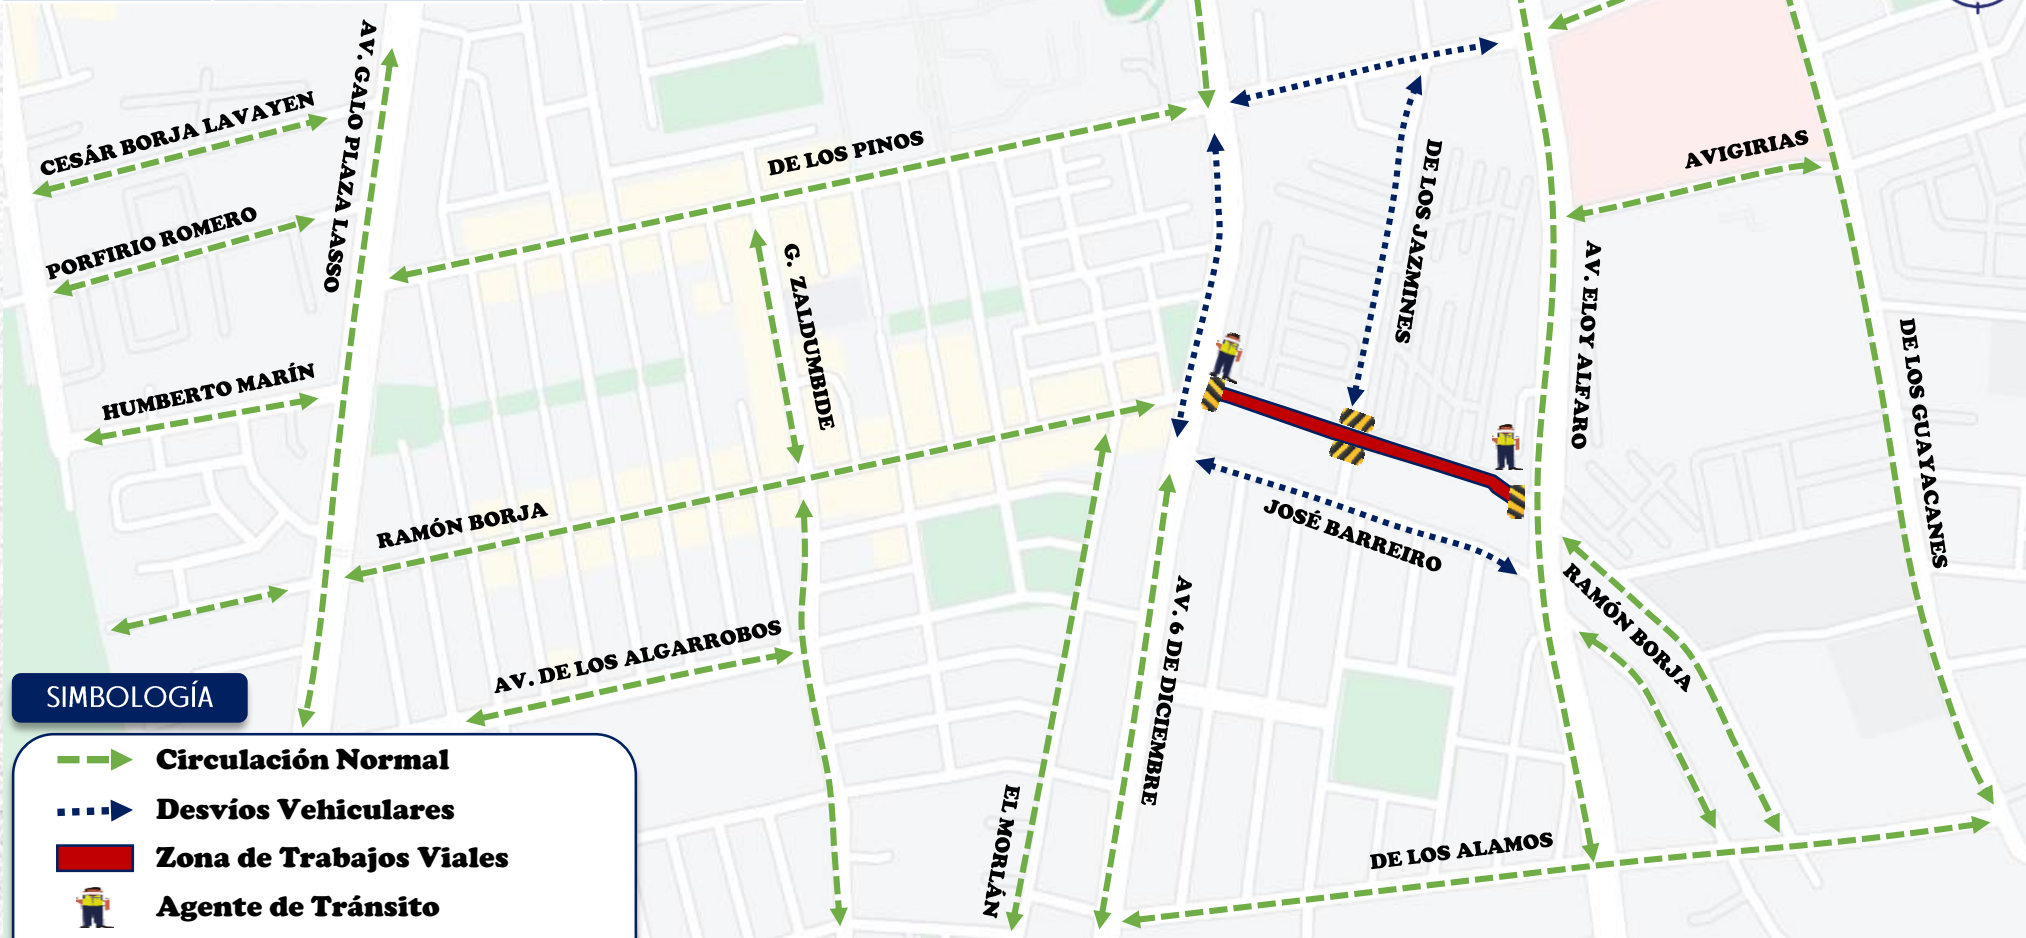 AV. GALO PLAZA LASSO
CESÁR BORJA LAVAYEN
PORFIRIO ROMERO
HUMBERTO MARÍN
DE LOS PINOS
G. ZALDUMBIDE
RAMÓN BORJA
AV. DE LOS ALGARROBOS
DE LOS JAZMINES
AVIGIRIAS
AV. ELOY ALFARO
DE LOS GUAYACANES
JOSÉ BARREIRO
RAMÓN BORJA
AV. 6 DE DICIEMBRE
EL MORLÁN
DE LOS ALAMOS
SIMBOLOGÍA
Circulación Normal
Desvíos Vehiculares
Zona de Trabajos Viales
Agente de Tránsito